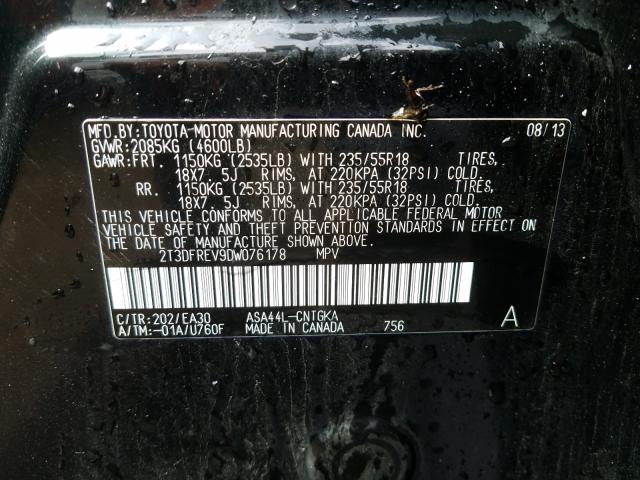 MFD. BY: TOYOTA MOTOR MANUFACTURING CANADA INC. 08/13
GVWR: 2085KG (4600LB)
GAWR: FRT. 1150KG (2535LB) WITH 235/55R18 TIRES,
18X7. 5J RIMS, AT 220KPA (32PSI) COLD.
RR. 1150KG (2535LB) WITH 235/55R18 TIRES,
18X7. 5J RIMS, AT 220KPA (32PSI) COLD.
THIS VEHICLE CONFORMS TO ALL APPLICABLE FEDERAL MOTOR
VEHICLE SAFETY AND THEFT PREVENTION STANDARDS IN EFFECT ON
THE DATE OF MANUFACTURE SHOWN ABOVE.
2T3DFREV9DW076178 MPV
C/TR: 202/EA30 ASA44L-CNTGKA
A/TM: -01A/U760F MADE IN CANADA 756 A